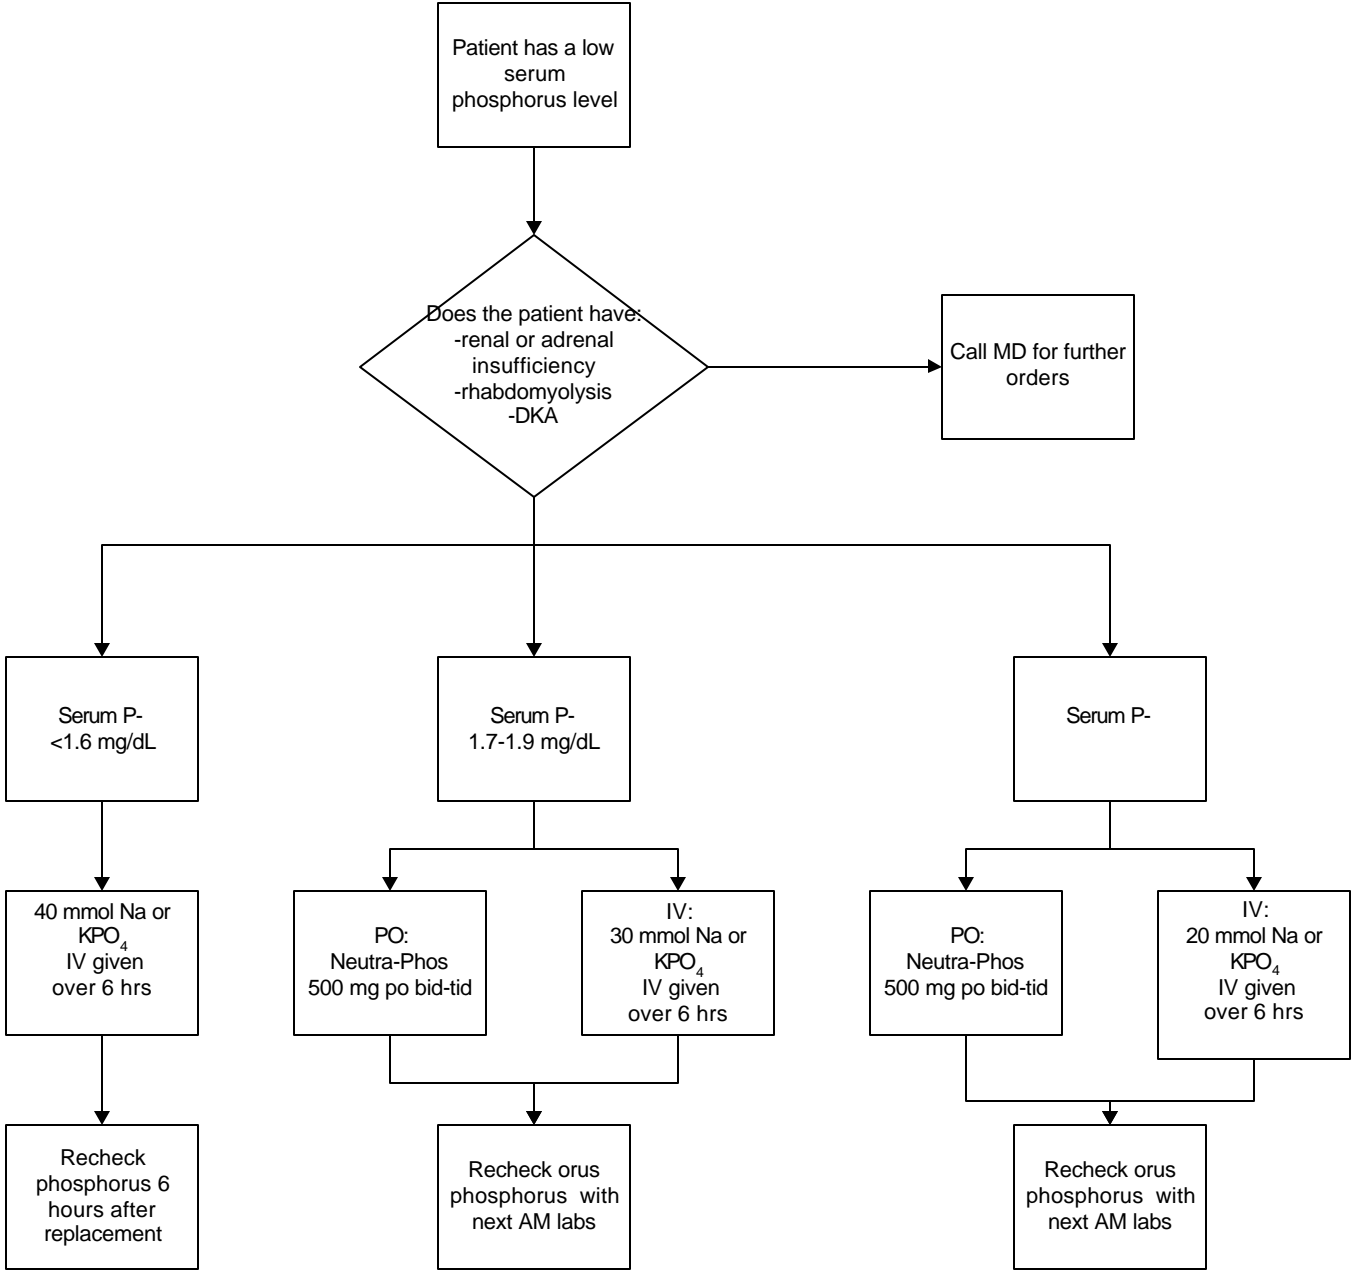 Patient has a low
serum
phosphorus level
Does the patient have:
-renal or adrenal
insufficiency
-rhabdomyolysis
-DKA
Call MD for further
orders
Serum P-
<1.6 mg/dL
Serum P-
1.7-1.9 mg/dL
Serum P-
40 mmol Na or
KPO4
IV given
over 6 hrs
PO:
Neutra-Phos
500 mg po bid-tid
IV:
30 mmol Na or
KPO4
IV given
over 6 hrs
PO:
Neutra-Phos
500 mg po bid-tid
IV:
20 mmol Na or
KPO4
IV given
over 6 hrs
Recheck
phosphorus 6
hours after
replacement
Recheck orus
phosphorus with
next AM labs
Recheck orus
phosphorus with
next AM labs